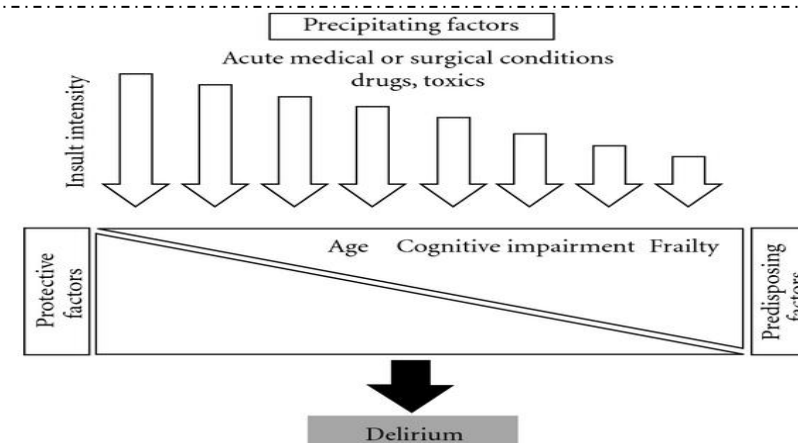 Precipitating factors
Acute medical or surgical conditions
drugs, toxics
Insult intensity
Protective
factors
Age Cognitive impairment Frailty
Predisposing
factors
Delirium